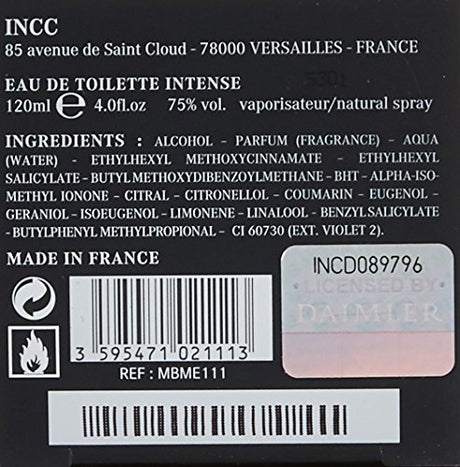 INCC
85 avenue de Saint Cloud - 78000 VERSAILLES - FRANCE
EAU DE TOILETTE INTENSE
5301
120ml ℮ 4.0fl.oz 75% vol. vaporisateur/natural spray
INGREDIENTS : ALCOHOL - PARFUM (FRAGRANCE) - AQUA
(WATER) - ETHYLHEXYL METHOXYCINNAMATE - ETHYLHEXYL
SALICYLATE - BUTYL METHOXYDIBENZOYLMETHANE - BHT - ALPHA-ISO-
METHYL IONONE - CITRAL - CITRONELLOL - COUMARIN - EUGENOL -
GERANIOL - ISOEUGENOL - LIMONENE - LINALOOL - BENZYL SALICYLATE
- BUTYLPHENYL METHYLPROPIONAL - CI 60730 (EXT. VIOLET 2).
MADE IN FRANCE
INCD089796
LICENSED BY
DAIMLER
3 595471 021113
REF : MBME111